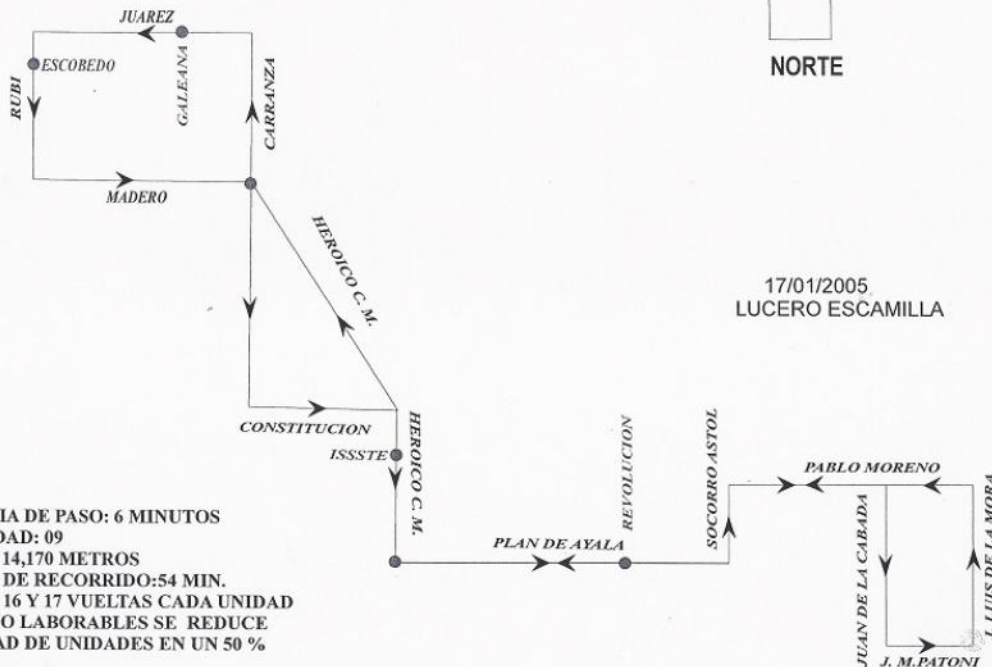 JUAREZ
ESCOBEDO
RUBI
GALEANA
CARRANZA
MADERO
NORTE
HEROICO C. M.
17/01/2005
LUCERO ESCAMILLA
CONSTITUCION
ISSSTE
HEROICO C. M.
PLAN DE AYALA
REVOLUCION
SOCORRO ASTOL
PABLO MORENO
JUAN DE LA CABADA
J. LUIS DE LA MORA
J. M.PATONI
IA DE PASO: 6 MINUTOS
DAD: 09
14,170 METROS
DE RECORRIDO:54 MIN.
16 Y 17 VUELTAS CADA UNIDAD
O LABORABLES SE REDUCE
AD DE UNIDADES EN UN 50 %